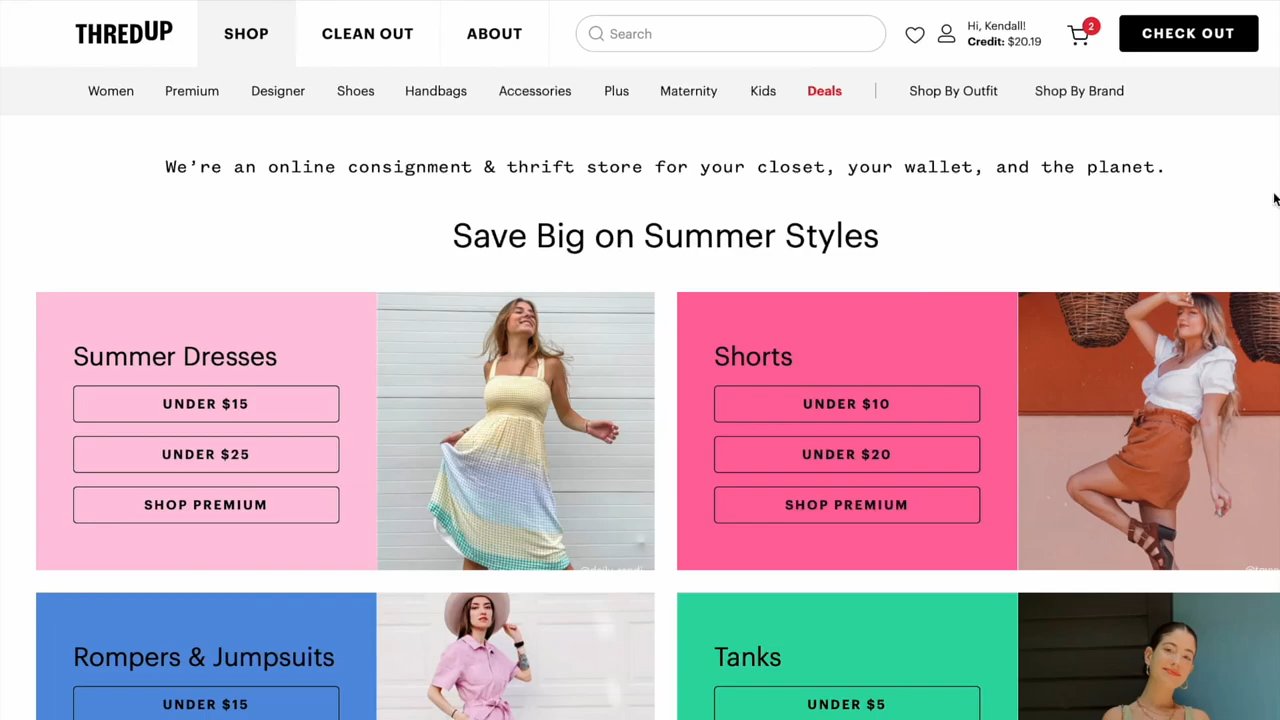 THREDUP
SHOP
CLEAN OUT
ABOUT
Search
Hi, Kendall!
Credit: $20.19
2
CHECK OUT
Women
Premium
Designer
Shoes
Handbags
Accessories
Plus
Maternity
Kids
Deals
Shop By Outfit
Shop By Brand
We're an online consignment & thrift store for your closet, your wallet, and the planet.
Save Big on Summer Styles
Summer Dresses
UNDER $15
UNDER $25
SHOP PREMIUM
Shorts
UNDER $10
UNDER $20
SHOP PREMIUM
Rompers & Jumpsuits
UNDER $15
Tanks
UNDER $5